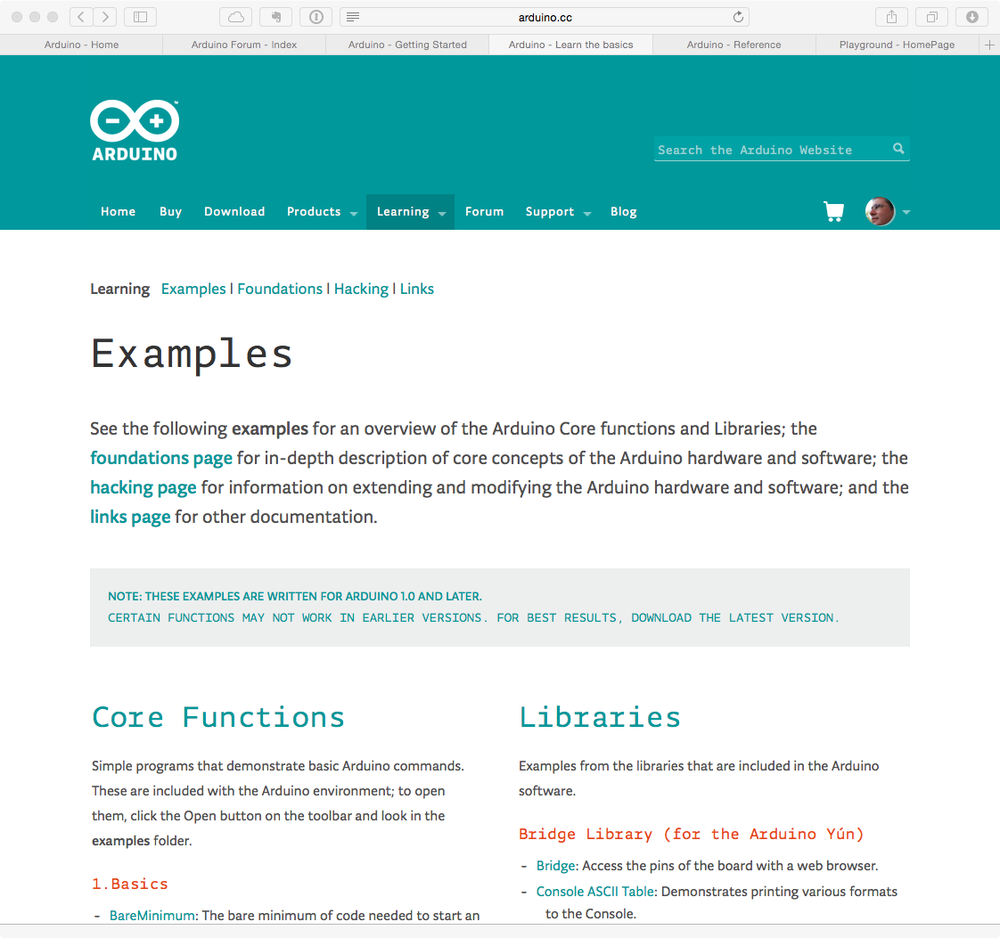 arduino.cc
Arduino - Home
Arduino Forum - Index
Arduino - Getting Started
Arduino - Learn the basics
Arduino - Reference
Playground - HomePage
ARDUINO
TM
Search the Arduino Website
Home Buy Download Products Learning Forum Support Blog
Learning Examples | Foundations | Hacking | Links
Examples
See the following examples for an overview of the Arduino Core functions and Libraries; the
foundations page for in-depth description of core concepts of the Arduino hardware and software; the
hacking page for information on extending and modifying the Arduino hardware and software; and the
links page for other documentation.
NOTE: THESE EXAMPLES ARE WRITTEN FOR ARDUINO 1.0 AND LATER.
CERTAIN FUNCTIONS MAY NOT WORK IN EARLIER VERSIONS. FOR BEST RESULTS, DOWNLOAD THE LATEST VERSION.
Core Functions
Simple programs that demonstrate basic Arduino commands.
These are included with the Arduino environment; to open
them, click the Open button on the toolbar and look in the
examples folder.
1.Basics
- BareMinimum: The bare minimum of code needed to start an
Libraries
Examples from the libraries that are included in the Arduino
software.
Bridge Library (for the Arduino Yún)
- Bridge: Access the pins of the board with a web browser.
- Console ASCII Table: Demonstrates printing various formats
to the Console.